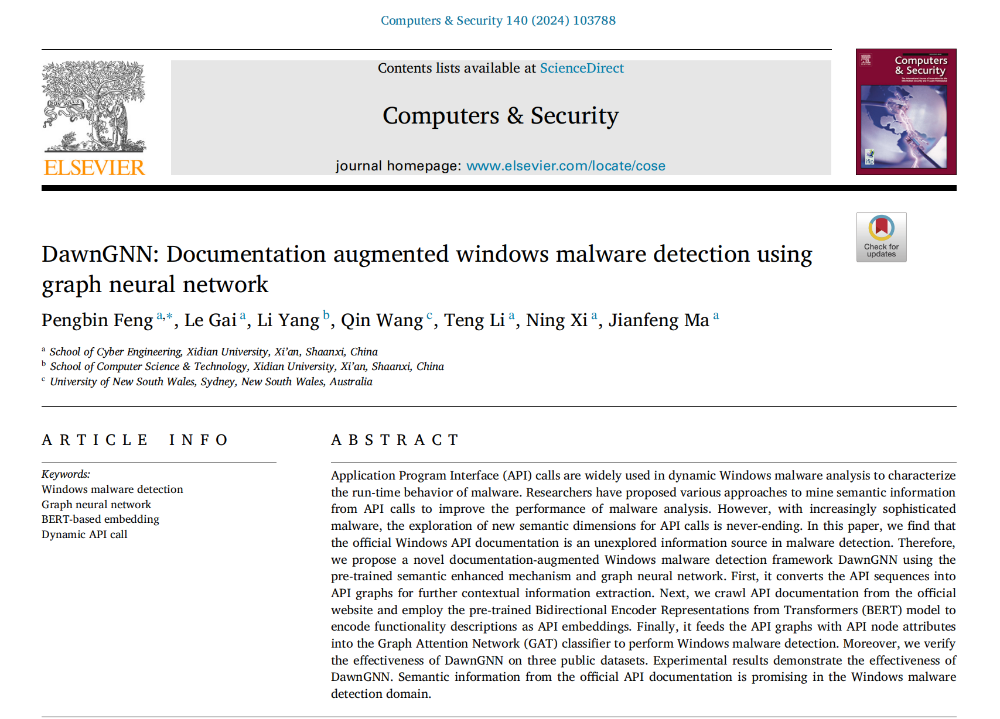 Computers & Security 140 (2024) 103788
Contents lists available at ScienceDirect
Computers & Security
journal homepage: www.elsevier.com/locate/cose
NON SOLUS
ELSEVIER
Computers
& Security
ifip
Check for
updates
DawnGNN: Documentation augmented windows malware detection using
graph neural network
Pengbin Feng a,*, Le Gai a, Li Yang b, Qin Wang c, Teng Li a, Ning Xi a, Jianfeng Ma a
a School of Cyber Engineering, Xidian University, Xi'an, Shaanxi, China
b School of Computer Science & Technology, Xidian University, Xi'an, Shaanxi, China
c University of New South Wales, Sydney, New South Wales, Australia
ARTICLE INFO
Keywords:
Windows malware detection
Graph neural network
BERT-based embedding
Dynamic API call
ABSTRACT
Application Program Interface (API) calls are widely used in dynamic Windows malware analysis to characterize
the run-time behavior of malware. Researchers have proposed various approaches to mine semantic information
from API calls to improve the performance of malware analysis. However, with increasingly sophisticated
malware, the exploration of new semantic dimensions for API calls is never-ending. In this paper, we find that
the official Windows API documentation is an unexplored information source in malware detection. Therefore,
we propose a novel documentation-augmented Windows malware detection framework DawnGNN using the
pre-trained semantic enhanced mechanism and graph neural network. First, it converts the API sequences into
API graphs for further contextual information extraction. Next, we crawl API documentation from the official
website and employ the pre-trained Bidirectional Encoder Representations from Transformers (BERT) model to
encode functionality descriptions as API embeddings. Finally, it feeds the API graphs with API node attributes
into the Graph Attention Network (GAT) classifier to perform Windows malware detection. Moreover, we verify
the effectiveness of DawnGNN on three public datasets. Experimental results demonstrate the effectiveness of
DawnGNN. Semantic information from the official API documentation is promising in the Windows malware
detection domain.